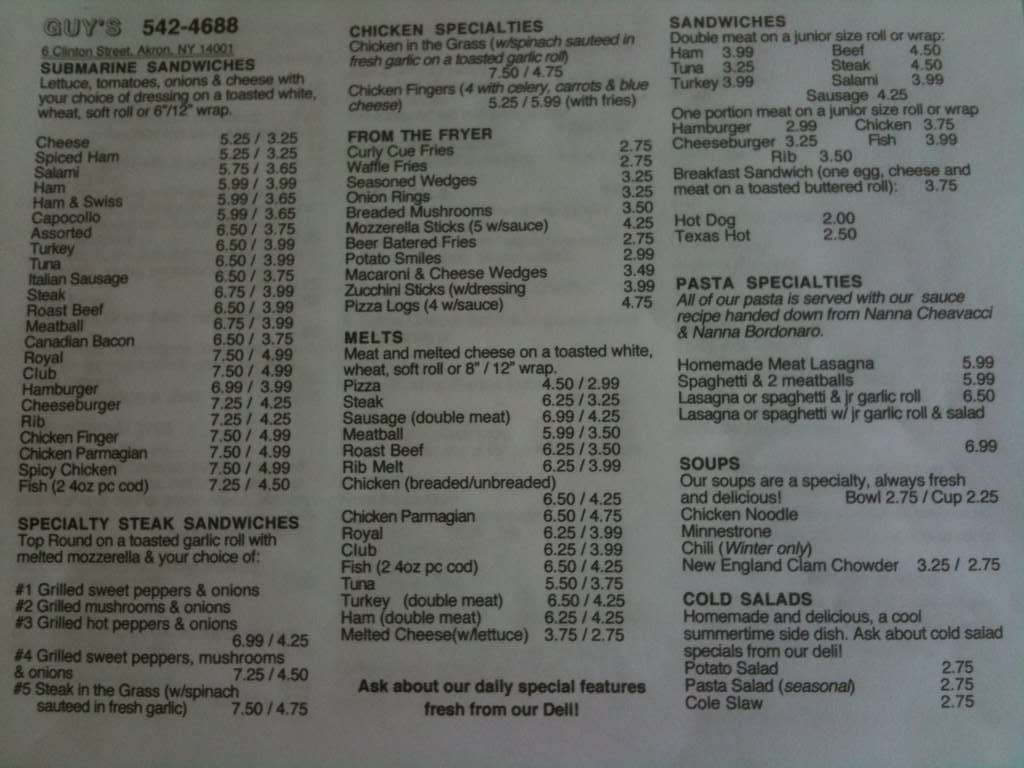 GUY'S 542-4688
6 Clinton Street, Akron, NY 14001
SUBMARINE SANDWICHES
Lettuce, tomatoes, onions & cheese with
your choice of dressing on a toasted white,
wheat, soft roll or 6"/12" wrap.
Cheese 5.25 / 3.25
Spiced Ham 5.25 / 3.25
Salami 5.75 / 3.65
Ham 5.99 / 3.99
Ham & Swiss 5.99 / 3.65
Capocollo 5.99 / 3.65
Assorted 6.50 / 3.75
Turkey 6.50 / 3.99
Tuna 6.50 / 3.99
Italian Sausage 6.50 / 3.75
Steak 6.75 / 3.99
Roast Beef 6.50 / 3.99
Meatball 6.75 / 3.99
Canadian Bacon 6.50 / 3.75
Royal 7.50 / 4.99
Club 7.50 / 4.99
Hamburger 6.99 / 3.99
Cheeseburger 7.25 / 4.25
Rib 7.25 / 4.25
Chicken Finger 7.50 / 4.99
Chicken Parmagian 7.50 / 4.99
Spicy Chicken 7.50 / 4.99
Fish (2 4oz pc cod) 7.25 / 4.50
SPECIALTY STEAK SANDWICHES
Top Round on a toasted garlic roll with
melted mozzerella & your choice of:
#1 Grilled sweet peppers & onions
#2 Grilled mushrooms & onions
#3 Grilled hot peppers & onions
6.99 / 4.25
#4 Grilled sweet peppers, mushrooms
& onions 7.25 / 4.50
#5 Steak in the Grass (w/spinach
sauteed in fresh garlic) 7.50 / 4.75
CHICKEN SPECIALTIES
Chicken in the Grass (w/spinach sauteed in
fresh garlic on a toasted garlic roll)
7.50 / 4.75
Chicken Fingers (4 with celery, carrots & blue
cheese) 5.25 / 5.99 (with fries)
FROM THE FRYER
Curly Cue Fries 2.75
Waffle Fries 2.75
Seasoned Wedges 3.25
Onion Rings 3.25
Breaded Mushrooms 3.50
Mozzerella Sticks (5 w/sauce) 4.25
Beer Batered Fries 2.75
Potato Smiles 2.99
Macaroni & Cheese Wedges 3.49
Zucchini Sticks (w/dressing 3.99
Pizza Logs (4 w/sauce) 4.75
MELTS
Meat and melted cheese on a toasted white,
wheat, soft roll or 8" / 12" wrap.
Pizza 4.50 / 2.99
Steak 6.25 / 3.25
Sausage (double meat) 6.99 / 4.25
Meatball 5.99 / 3.50
Roast Beef 6.25 / 3.50
Rib Melt 6.25 / 3.99
Chicken (breaded/unbreaded)
6.50 / 4.25
Chicken Parmagian 6.50 / 4.75
Royal 6.25 / 3.99
Club 6.25 / 3.99
Fish (2 4oz pc cod) 6.50 / 4.25
Tuna 5.50 / 3.75
Turkey (double meat) 6.50 / 4.25
Ham (double meat) 6.25 / 4.25
Melted Cheese(w/lettuce) 3.75 / 2.75
Ask about our daily special features
fresh from our Deli!
SANDWICHES
Double meat on a junior size roll or wrap:
Ham 3.99 Beef 4.50
Tuna 3.25 Steak 4.50
Turkey 3.99 Salami 3.99
Sausage 4.25
One portion meat on a junior size roll or wrap
Hamburger 2.99 Chicken 3.75
Cheeseburger 3.25 Fish 3.99
Rib 3.50
Breakfast Sandwich (one egg, cheese and
meat on a toasted buttered roll): 3.75
Hot Dog 2.00
Texas Hot 2.50
PASTA SPECIALTIES
All of our pasta is served with our sauce
recipe handed down from Nanna Cheavacci
& Nanna Bordonaro.
Homemade Meat Lasagna 5.99
Spaghetti & 2 meatballs 5.99
Lasagna or spaghetti & jr garlic roll 6.50
Lasagna or spaghetti w/ jr garlic roll & salad
6.99
SOUPS
Our soups are a specialty, always fresh
and delicious! Bowl 2.75 / Cup 2.25
Chicken Noodle
Minnestrone
Chili (Winter only)
New England Clam Chowder 3.25 / 2.75
COLD SALADS
Homemade and delicious, a cool
summertime side dish. Ask about cold salad
specials from our deli!
Potato Salad 2.75
Pasta Salad (seasonal) 2.75
Cole Slaw 2.75